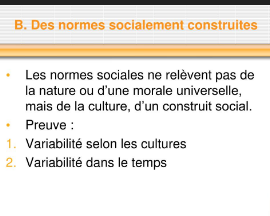 B. Des normes socialement construites
• Les normes sociales ne relèvent pas de
la nature ou d'une morale universelle,
mais de la culture, d'un construit social.
• Preuve :
1. Variabilité selon les cultures
2. Variabilité dans le temps